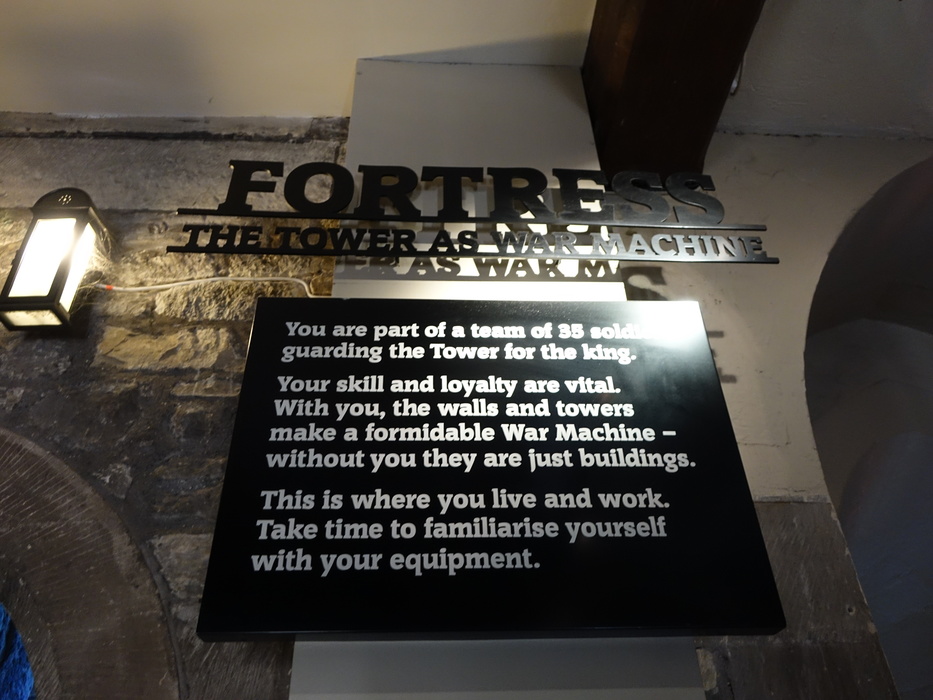 FORTRESS
THE TOWER AS WAR MACHINE
You are part of a team of 35
guarding the Tower for the king.
Your skill and loyalty are vital.
With you, the walls and towers
make a formidable War Machine –
without you they are just buildings.
This is where you live and work.
Take time to familiarise yourself
with your equipment.